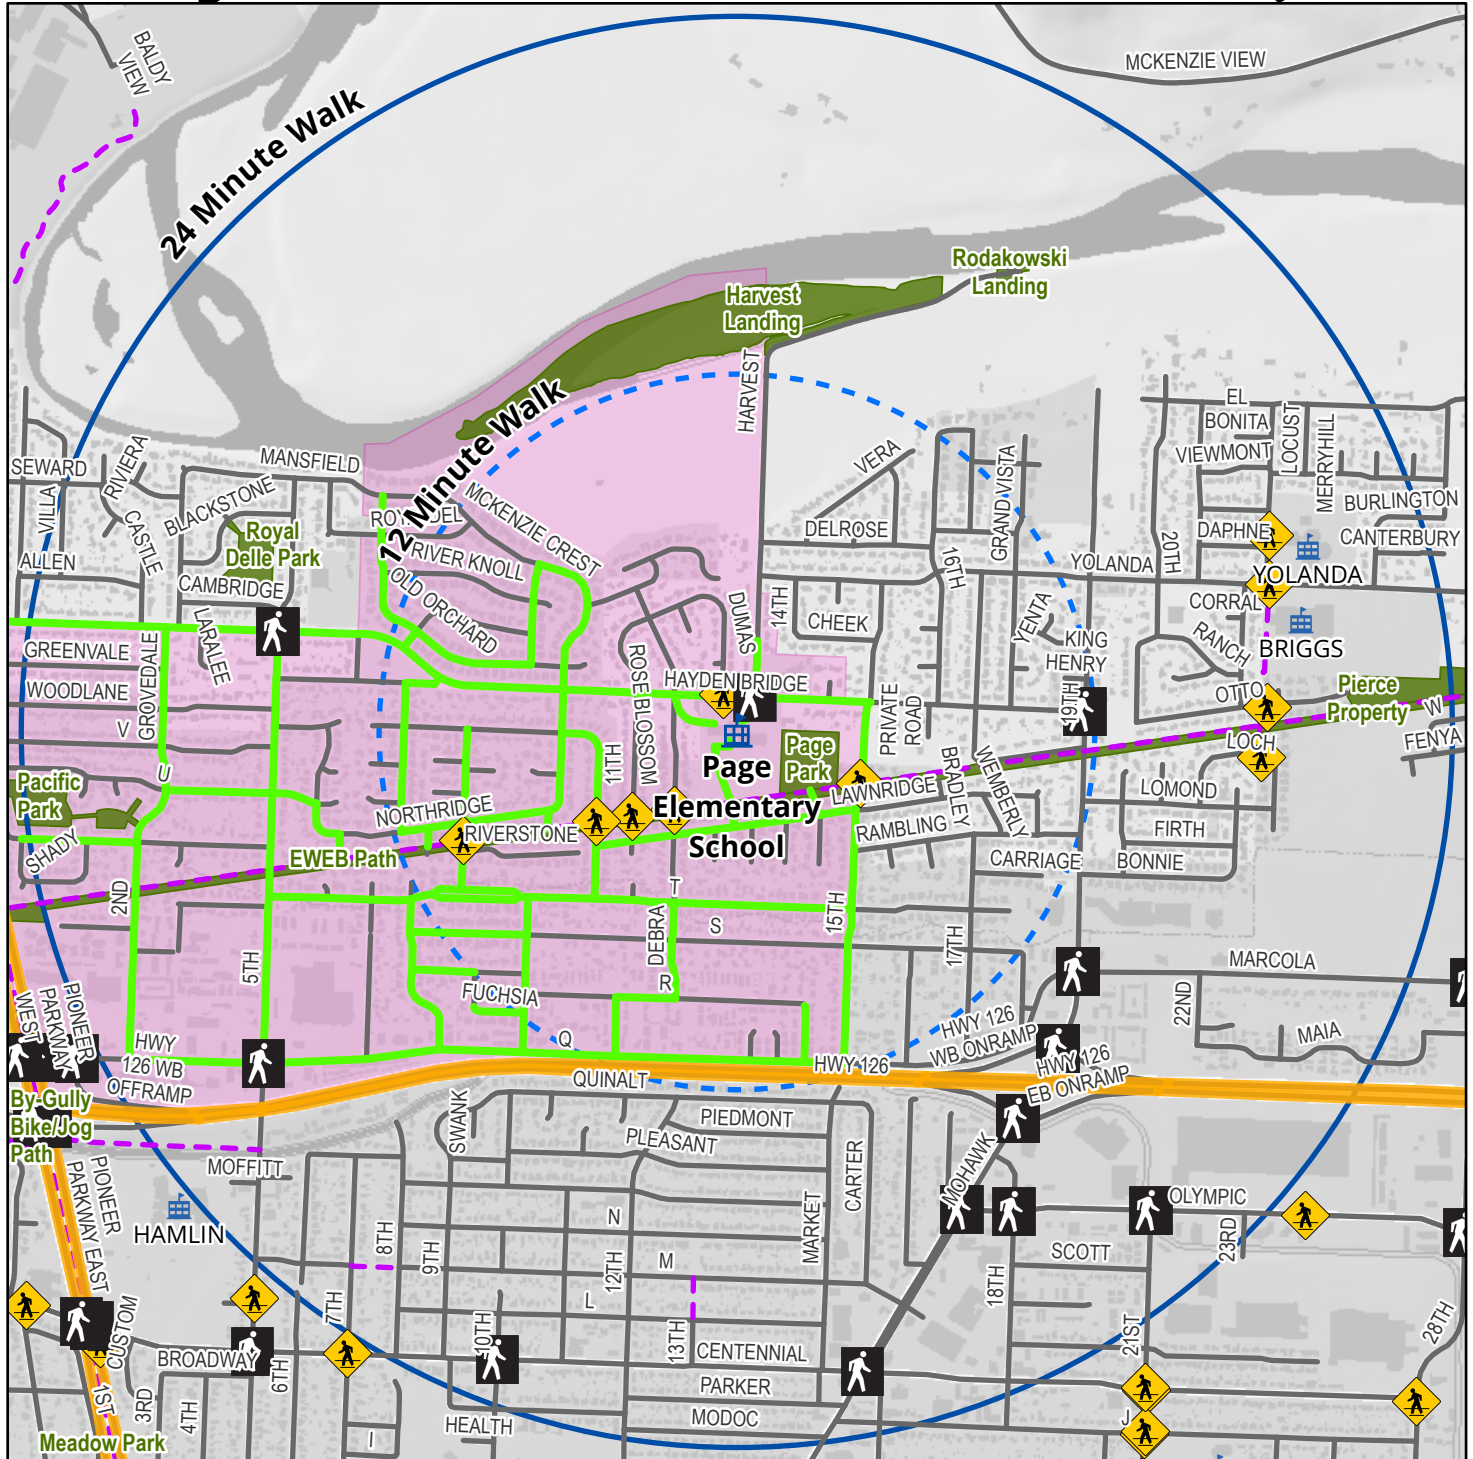 BALDY
VIEW
MCKENZIE VIEW
24 Minute Walk
Rodakowski
Landing
Harvest
Landing
HARVEST
12 Minute Walk
EL
BONITA
LOCUST
MERRYHILL
VIEWMONT
BURLINGTON
CANTERBURY
DAPHNE
YOLANDA
YOLANDA
20TH
CORRAL
RANCH
BRIGGS
OTTO
Pierce
Property
W
FENYA
LOCH
LOMOND
FIRTH
BONNIE
CARRIAGE
SEWARD
VILLA
RIVIERA
MANSFIELD
BLACKSTONE
CASTLE
Royal
Delle Park
ALLEN
CAMBRIDGE
LARALEE
GREENVALE
WOODLANE
V
GROVEDALE
U
Pacific
Park
SHADY
2ND
5TH
MCKENZIE CREST
RIVER KNOLL
OLD ORCHARD
VERA
DELROSE
GRAND VISTA
16TH
14TH
CHEEK
YENTA
KING
HENRY
19TH
DUMAS
HAYDEN BRIDGE
ROSE BLOSSOM
11TH
PRIVATE
ROAD
Page
Park
Page
Elementary
School
LAWNRIDGE
BRADLEY
WEMBERLY
RAMBLING
NORTHRIDGE
RIVERSTONE
EWEB Path
T
S
DEBRA
R
15TH
17TH
FUCHSIA
Q
HWY 126
WB ONRAMP
HWY 126
HWY 126
EB ONRAMP
MARCOLA
22ND
MAIA
WEST
PIONEER
PARKWAY
HWY
126 WB
OFFRAMP
By-Gully
Bike/Jog
Path
PIONEER
PARKWAY EAST
MOFFITT
HAMLIN
QUINALT
SWANK
PIEDMONT
PLEASANT
CARTER
MARKET
MOHAWK
OLYMPIC
SCOTT
23RD
18TH
21ST
28TH
8TH
9TH
N
12TH
M
L
7TH
10TH
13TH
CENTENNIAL
PARKER
MODOC
J
CUSTOM
BROADWAY
6TH
1ST
3RD
4TH
I
HEALTH
Meadow Park